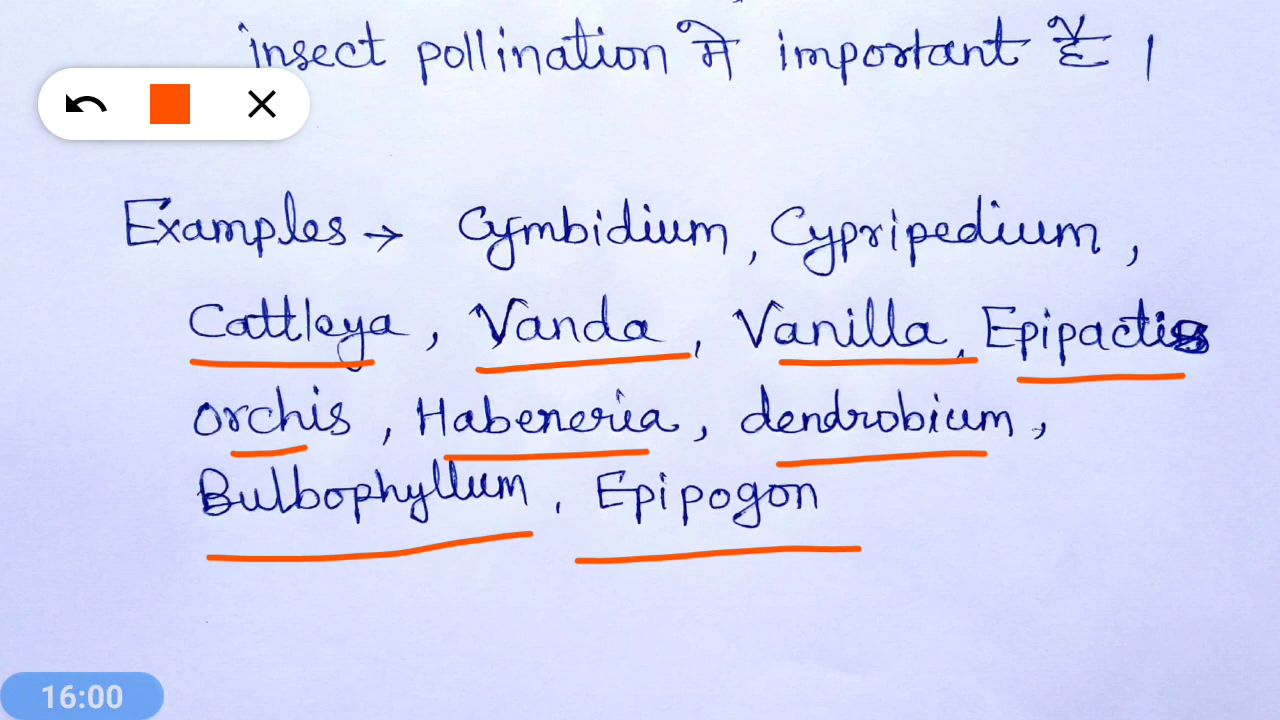 insect pollination में important है ।
Examples → Cymbidium, Cypripedium,
Cattleya, Vanda, Vanilla, Epipactis
orchis, Habeneria, dendrobium,
Bulbophyllum, Epipogon
16:00